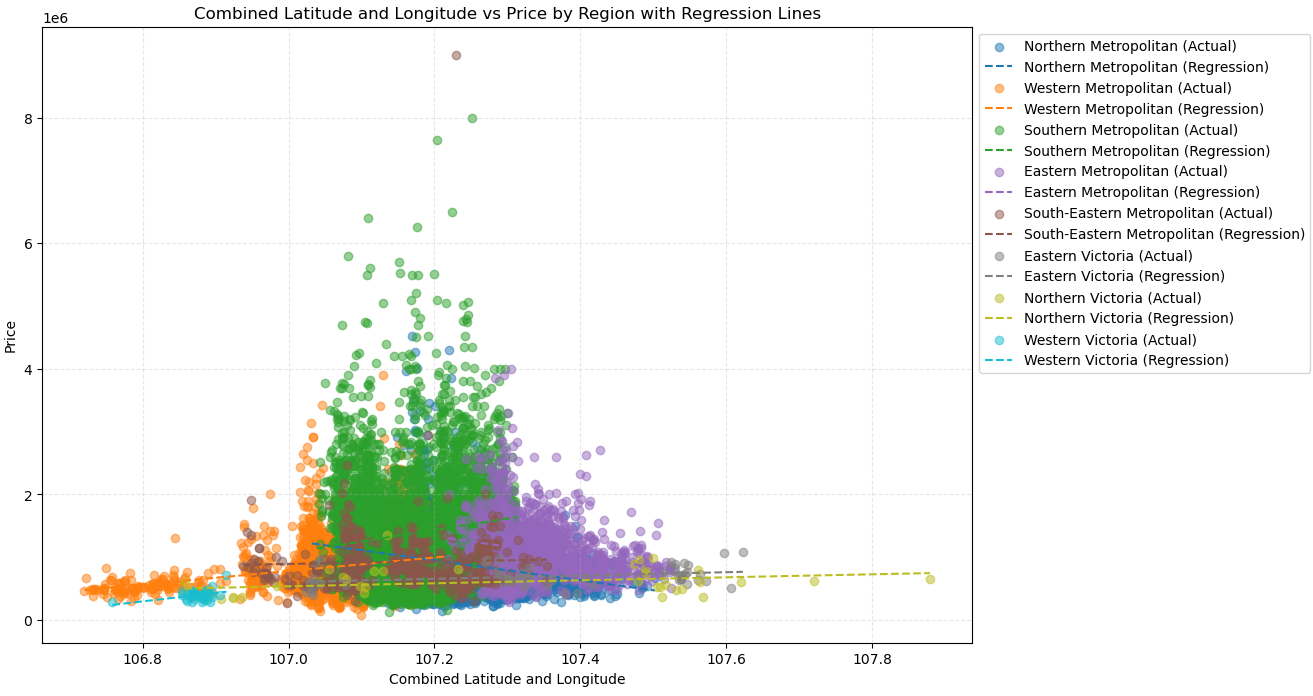 Combined Latitude and Longitude vs Price by Region with Regression Lines
1e6
8
6
4
2
0
Price
106.8 107.0 107.2 107.4 107.6 107.8
Combined Latitude and Longitude
Northern Metropolitan (Actual)
Northern Metropolitan (Regression)
Western Metropolitan (Actual)
Western Metropolitan (Regression)
Southern Metropolitan (Actual)
Southern Metropolitan (Regression)
Eastern Metropolitan (Actual)
Eastern Metropolitan (Regression)
South-Eastern Metropolitan (Actual)
South-Eastern Metropolitan (Regression)
Eastern Victoria (Actual)
Eastern Victoria (Regression)
Northern Victoria (Actual)
Northern Victoria (Regression)
Western Victoria (Actual)
Western Victoria (Regression)